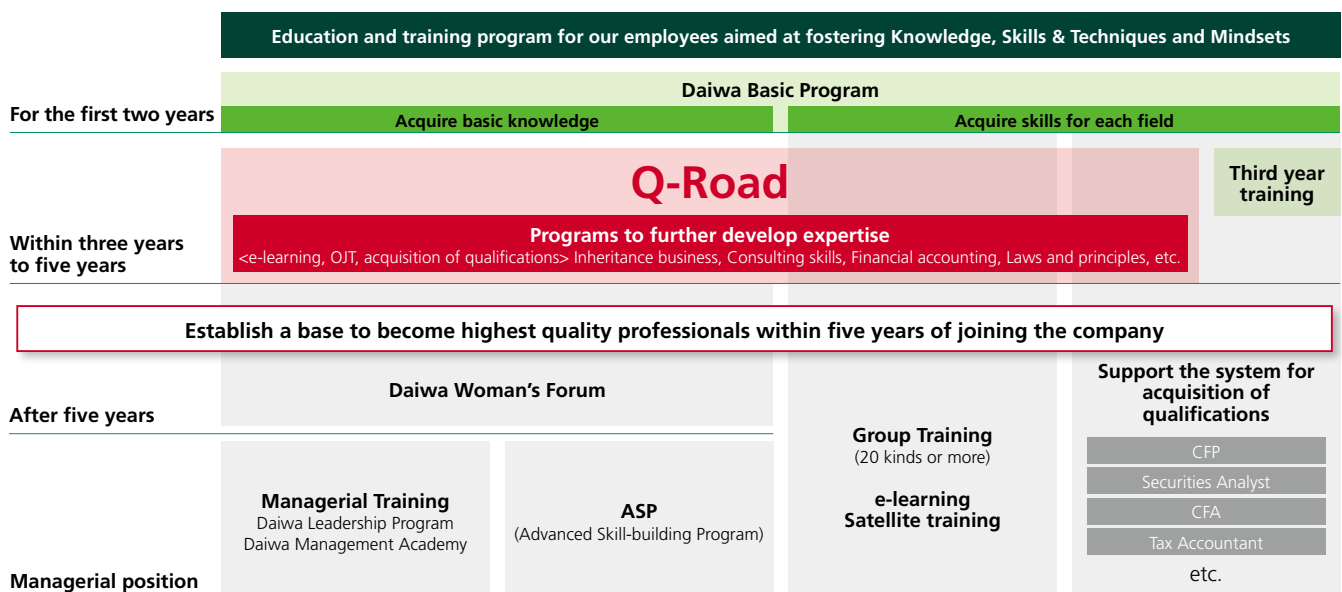 Education and training program for our employees aimed at fostering Knowledge, Skills & Techniques and Mindsets
Daiwa Basic Program
For the first two years
Acquire basic knowledge
Acquire skills for each field
Q-Road
Third year
training
Within three years
to five years
Programs to further develop expertise
<e-learning, OJT, acquisition of qualifications> Inheritance business, Consulting skills, Financial accounting, Laws and principles, etc.
Establish a base to become highest quality professionals within five years of joining the company
After five years
Daiwa Woman's Forum
Managerial Training
Daiwa Leadership Program
Daiwa Management Academy
ASP
(Advanced Skill-building Program)
Group Training
(20 kinds or more)
e-learning
Satellite training
Support the system for
acquisition of
qualifications
CFP
Securities Analyst
CFA
Tax Accountant
etc.
Managerial position